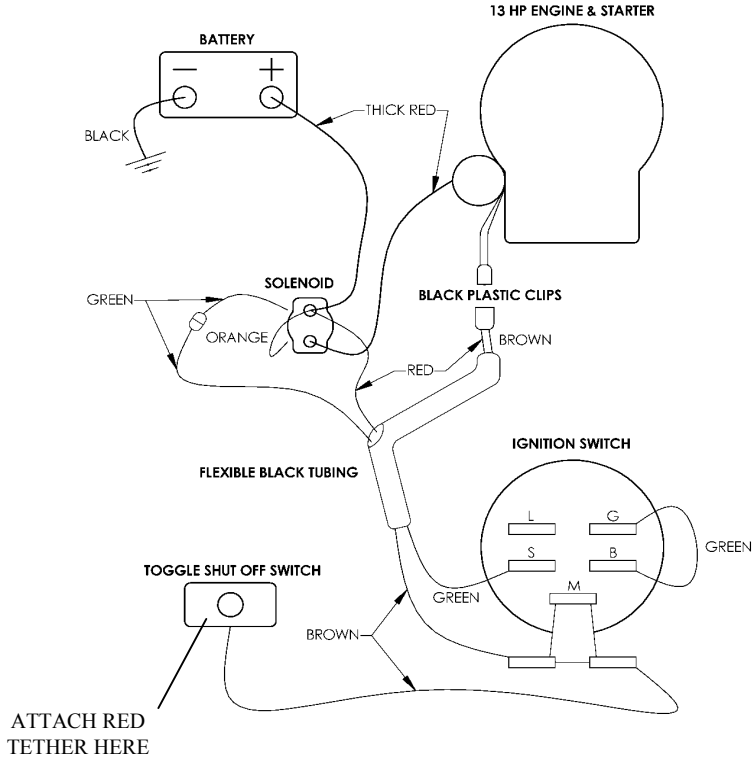 13 HP ENGINE & STARTER
BATTERY
THICK RED
BLACK
SOLENOID
GREEN
BLACK PLASTIC CLIPS
ORANGE
BROWN
RED
IGNITION SWITCH
FLEXIBLE BLACK TUBING
L
G
GREEN
S
B
TOGGLE SHUT OFF SWITCH
M
GREEN
BROWN
ATTACH RED
TETHER HERE